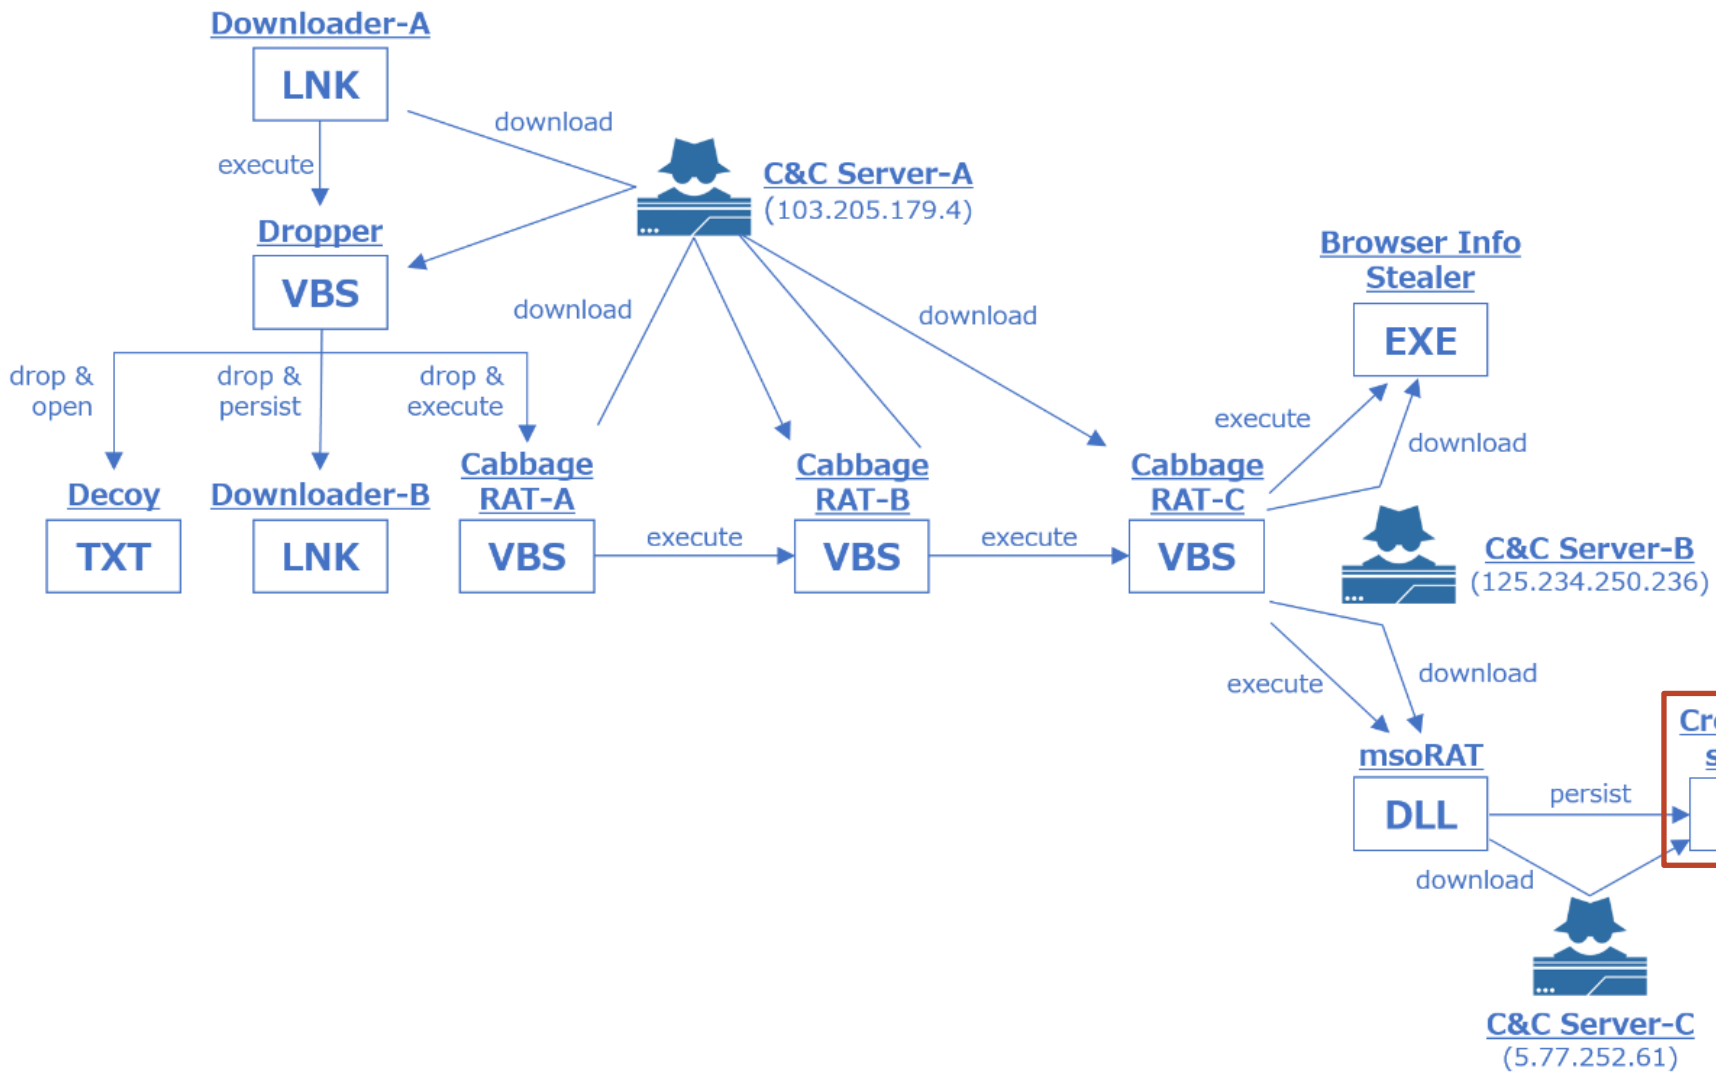 Downloader-A
LNK
download
execute
C&C Server-A
(103.205.179.4)
Dropper
VBS
Browser Info
Stealer
EXE
download
download
drop &
open
drop &
persist
drop &
execute
execute
download
Decoy
TXT
Downloader-B
LNK
Cabbage
RAT-A
VBS
execute
Cabbage
RAT-B
VBS
execute
Cabbage
RAT-C
VBS
C&C Server-B
(125.234.250.236)
execute
download
msoRAT
DLL
persist
download
C&C Server-C
(5.77.252.61)